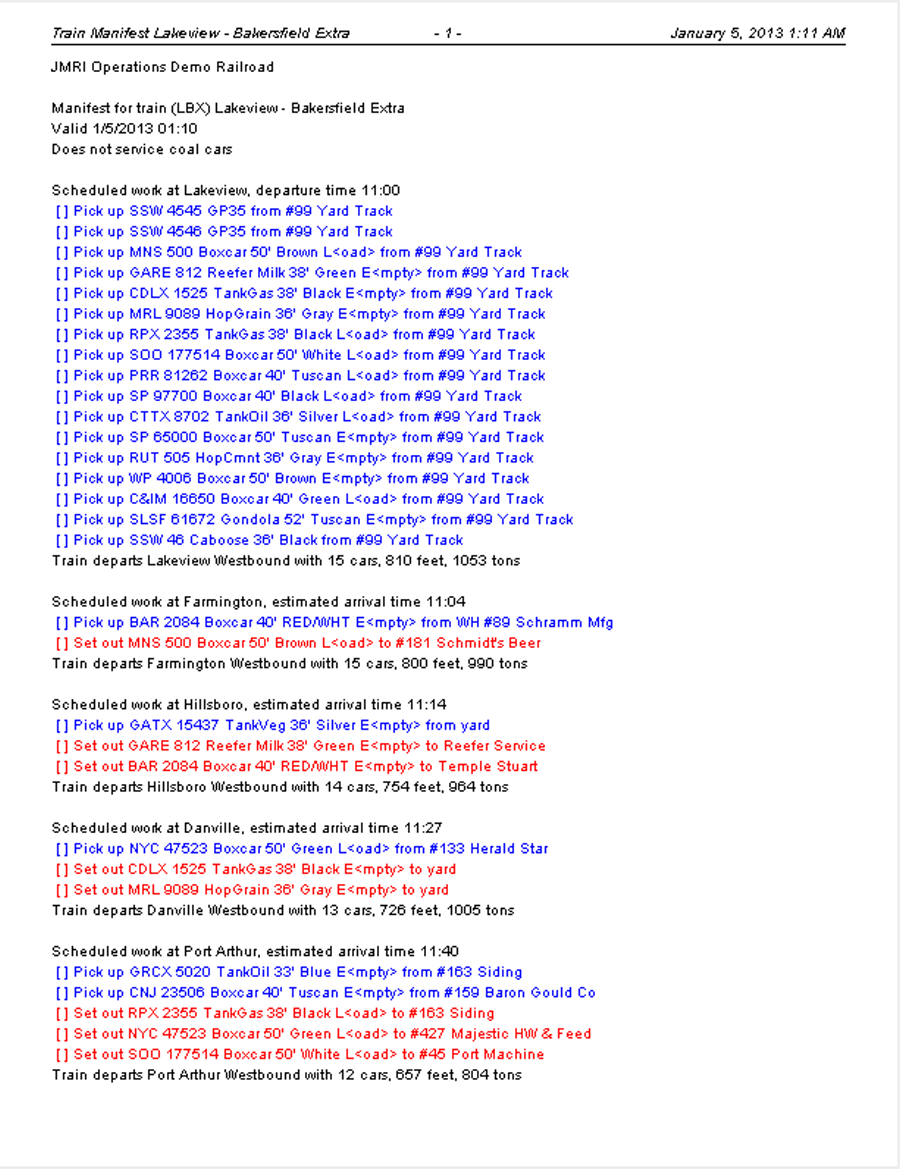 Train Manifest Lakeview - Bakersfield Extra - 1 - January 5, 2013 1:11 AM
JMRI Operations Demo Railroad
Manifest for train (LBX) Lakeview - Bakersfield Extra
Valid 1/5/2013 01:10
Does not service coal cars
Scheduled work at Lakeview, departure time 11:00
[ ] Pick up SSW 4545 GP35 from #99 Yard Track
[ ] Pick up SSW 4546 GP35 from #99 Yard Track
[ ] Pick up MNS 500 Boxcar 50' Brown L<oad> from #99 Yard Track
[ ] Pick up GARE 812 Reefer Milk 38' Green E<mpty> from #99 Yard Track
[ ] Pick up CDLX 1525 TankGas 38' Black E<mpty> from #99 Yard Track
[ ] Pick up MRL 9089 HopGrain 36' Gray E<mpty> from #99 Yard Track
[ ] Pick up RPX 2355 TankGas 38' Black L<oad> from #99 Yard Track
[ ] Pick up SOO 177514 Boxcar 50' White L<oad> from #99 Yard Track
[ ] Pick up PRR 81262 Boxcar 40' Tuscan L<oad> from #99 Yard Track
[ ] Pick up SP 97700 Boxcar 40' Black L<oad> from #99 Yard Track
[ ] Pick up CTTX 8702 TankOil 36' Silver L<oad> from #99 Yard Track
[ ] Pick up SP 65000 Boxcar 50' Tuscan E<mpty> from #99 Yard Track
[ ] Pick up RUT 505 HopCmnt 36' Gray E<mpty> from #99 Yard Track
[ ] Pick up WP 4006 Boxcar 50' Brown E<mpty> from #99 Yard Track
[ ] Pick up C&IM 16650 Boxcar 40' Green L<oad> from #99 Yard Track
[ ] Pick up SLSF 61672 Gondola 52' Tuscan E<mpty> from #99 Yard Track
[ ] Pick up SSW 46 Caboose 36' Black from #99 Yard Track
Train departs Lakeview Westbound with 15 cars, 810 feet, 1053 tons
Scheduled work at Farmington, estimated arrival time 11:04
[ ] Pick up BAR 2084 Boxcar 40' RED/WHT E<mpty> from WH #89 Schramm Mfg
[ ] Set out MNS 500 Boxcar 50' Brown L<oad> to #181 Schmidt's Beer
Train departs Farmington Westbound with 15 cars, 800 feet, 990 tons
Scheduled work at Hillsboro, estimated arrival time 11:14
[ ] Pick up GATX 15437 TankVeg 36' Silver E<mpty> from yard
[ ] Set out GARE 812 Reefer Milk 38' Green E<mpty> to Reefer Service
[ ] Set out BAR 2084 Boxcar 40' RED/WHT E<mpty> to Temple Stuart
Train departs Hillsboro Westbound with 14 cars, 754 feet, 964 tons
Scheduled work at Danville, estimated arrival time 11:27
[ ] Pick up NYC 47523 Boxcar 50' Green L<oad> from #133 Herald Star
[ ] Set out CDLX 1525 TankGas 38' Black E<mpty> to yard
[ ] Set out MRL 9089 HopGrain 36' Gray E<mpty> to yard
Train departs Danville Westbound with 13 cars, 726 feet, 1005 tons
Scheduled work at Port Arthur, estimated arrival time 11:40
[ ] Pick up GRCX 5020 TankOil 33' Blue E<mpty> from #163 Siding
[ ] Pick up CNJ 23506 Boxcar 40' Tuscan E<mpty> from #159 Baron Gould Co
[ ] Set out RPX 2355 TankGas 38' Black L<oad> to #163 Siding
[ ] Set out NYC 47523 Boxcar 50' Green L<oad> to #427 Majestic HW & Feed
[ ] Set out SOO 177514 Boxcar 50' White L<oad> to #45 Port Machine
Train departs Port Arthur Westbound with 12 cars, 657 feet, 804 tons